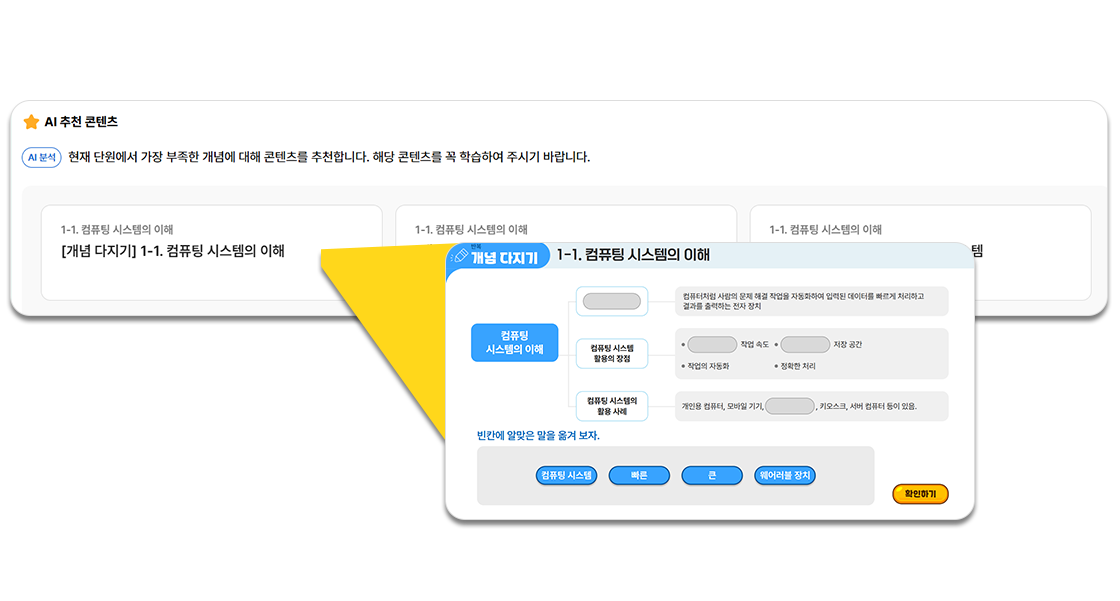 AI 추천 콘텐츠
AI 분석 현재 단원에서 가장 부족한 개념에 대해 콘텐츠를 추천합니다. 해당 콘텐츠를 꼭 학습하여 주시기 바랍니다.
1-1. 컴퓨팅 시스템의 이해
[개념 다지기] 1-1. 컴퓨팅 시스템의 이해
1-1. 컴퓨팅 시스템의 이해
1-1. 컴퓨팅 시스템의 이해
템
개념 다지기 1-1. 컴퓨팅 시스템의 이해
컴퓨팅
시스템의 이해
컴퓨터처럼 사람의 문제 해결 작업을 자동화하여 입력된 데이터를 빠르게 처리하고
결과를 출력하는 전자 장치
컴퓨팅 시스템
활용의 장점
• 작업 속도 • 저장 공간
• 작업의 자동화 • 정확한 처리
컴퓨팅 시스템의
활용 사례
개인용 컴퓨터, 모바일 기기, , 키오스크, 서버 컴퓨터 등이 있음.
빈칸에 알맞은 말을 옮겨 보자.
컴퓨팅 시스템 빠른 큰 웨어러블 장치
확인하기